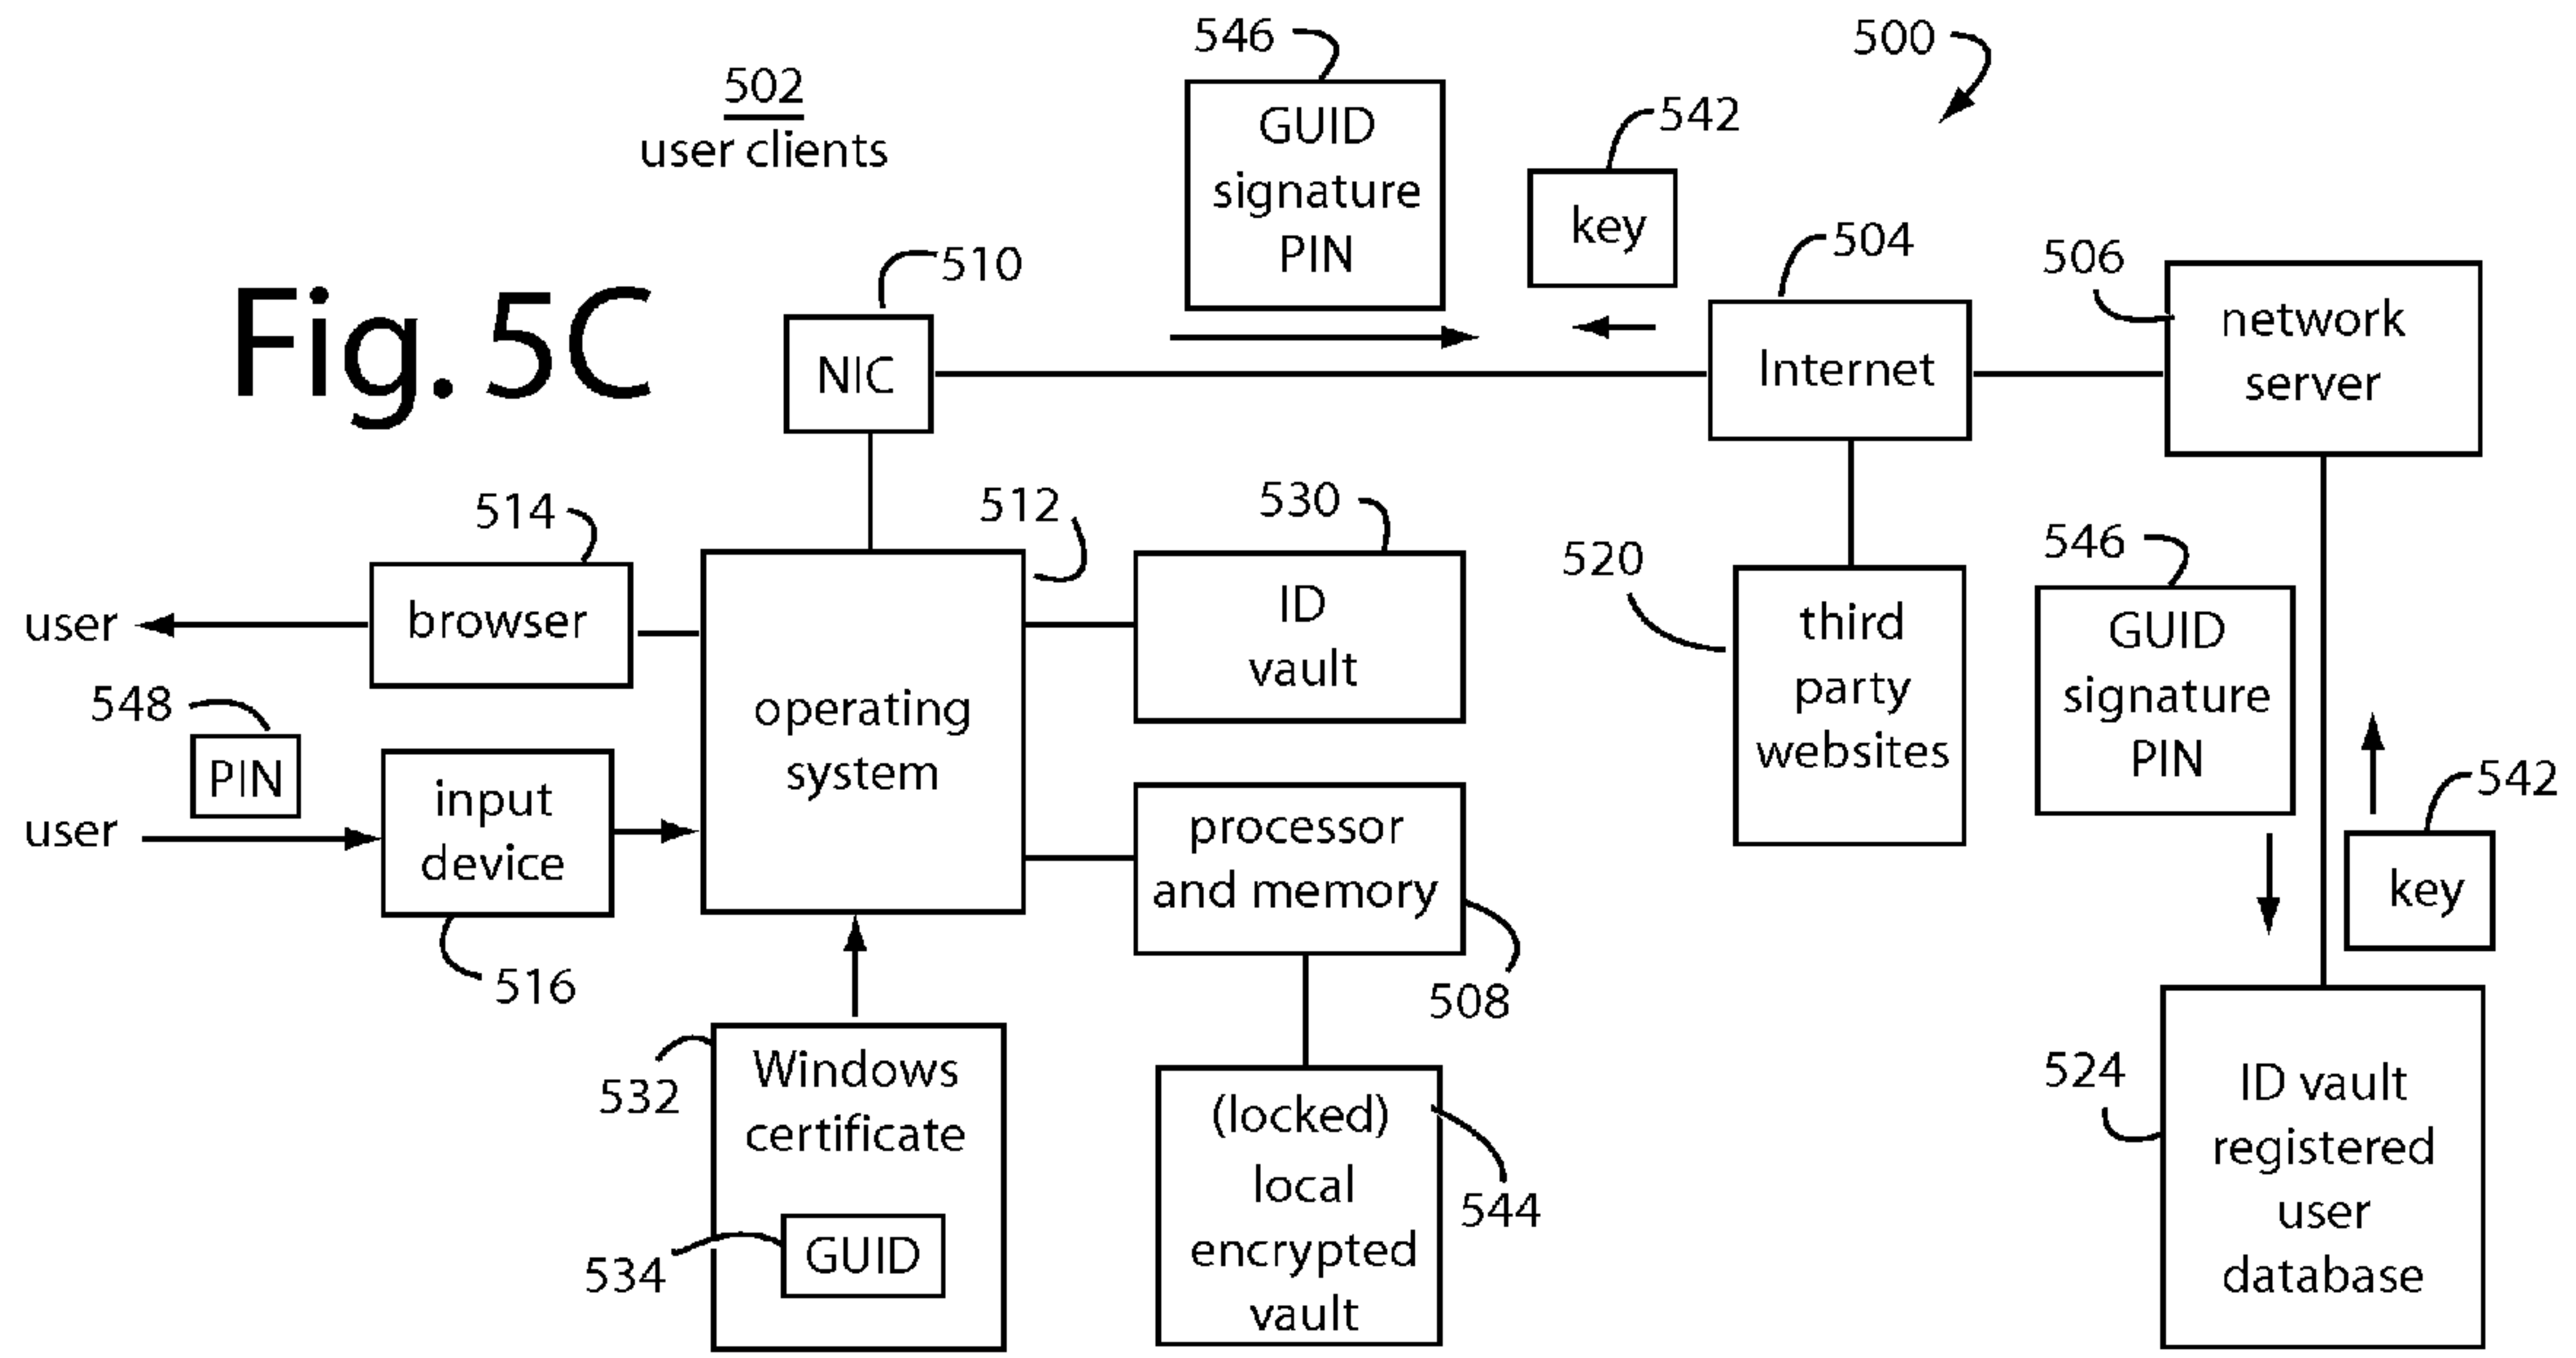 546
500
502
user clients
GUID
signature
PIN
542
key
Fig. 5C
510
NIC
504
Internet
506
network
server
514
browser
user
512
530
ID
vault
operating
system
520
third
party
websites
546
GUID
signature
PIN
548
PIN
user
input
device
516
processor
and memory
508
542
key
532
Windows
certificate
534
GUID
(locked)
local
encrypted
vault
544
524
ID vault
registered
user
database